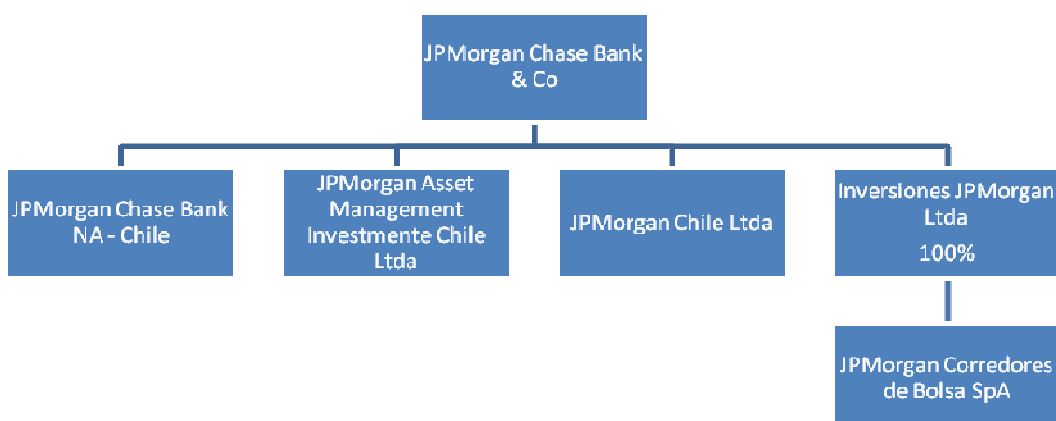 JPMorgan Chase Bank
& Co
JPMorgan Chase Bank
NA - Chile
JPMorgan Asset
Management
Investmente Chile
Ltda
JPMorgan Chile Ltda
Inversiones JPMorgan
Ltda
100%
JPMorgan Corredores
de Bolsa SpA